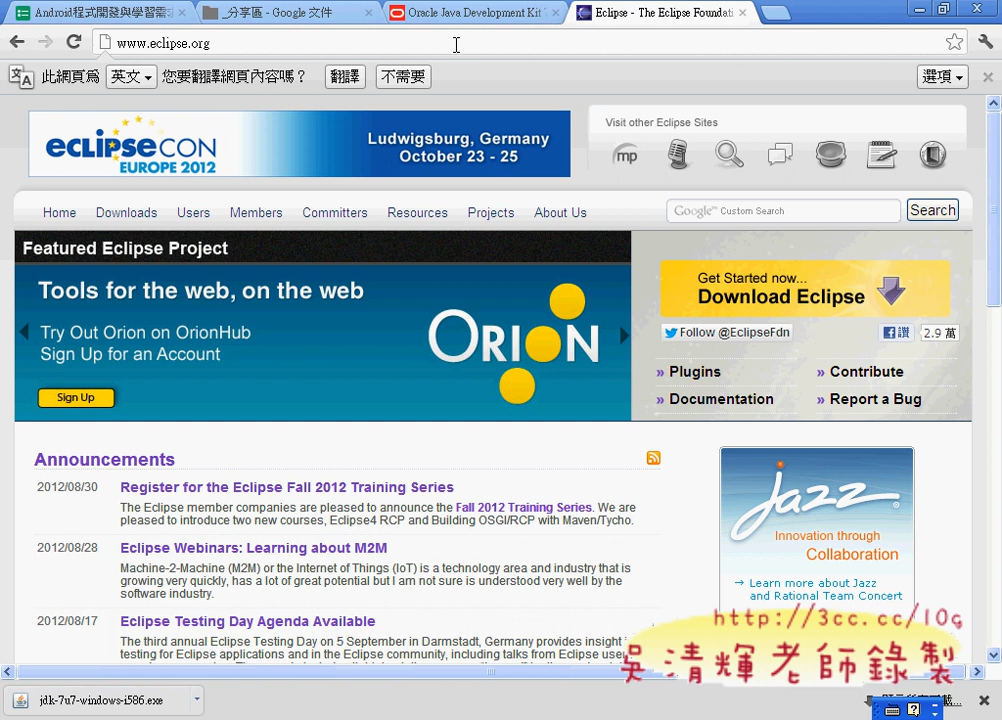 Android程式開發與學習需求
_分享區 - Google 文件
Oracle Java Development Kit 7
Eclipse - The Eclipse Foundati
www.eclipse.org
此網頁為 英文 您要翻譯網頁內容嗎？ 翻譯 不需要 選項
eclipseCON
EUROPE 2012
Ludwigsburg, Germany
October 23 - 25
Visit other Eclipse Sites
mp
Home Downloads Users Members Committers Resources Projects About Us
Google™ Custom Search Search
Featured Eclipse Project
Tools for the web, on the web
Try Out Orion on OrionHub
Sign Up for an Account
Sign Up
ORION
Get Started now...
Download Eclipse
Follow @EclipseFdn
讚 2.9 萬
» Plugins » Contribute
» Documentation » Report a Bug
Announcements
2012/08/30 Register for the Eclipse Fall 2012 Training Series
The Eclipse member companies are pleased to announce the Fall 2012 Training Series. We are
pleased to introduce two new courses, Eclipse4 RCP and Building OSGI/RCP with Maven/Tycho.
2012/08/28 Eclipse Webinars: Learning about M2M
Machine-2-Machine (M2M) or the Internet of Things (IoT) is a technology area and industry that is
growing very quickly, has a lot of great potential but I am not sure is understood very well by the
software industry.
2012/08/17 Eclipse Testing Day Agenda Available
The third annual Eclipse Testing Day on 5 September in Darmstadt, Germany provides insight
testing for Eclipse applications and in the Eclipse community, including talks from Eclipse
jazz
Innovation through
Collaboration
→ Learn more about Jazz
and Rational Team Concert
http://3cc.cc/10g
吳清輝老師錄製
jdk-7u7-windows-i586.exe